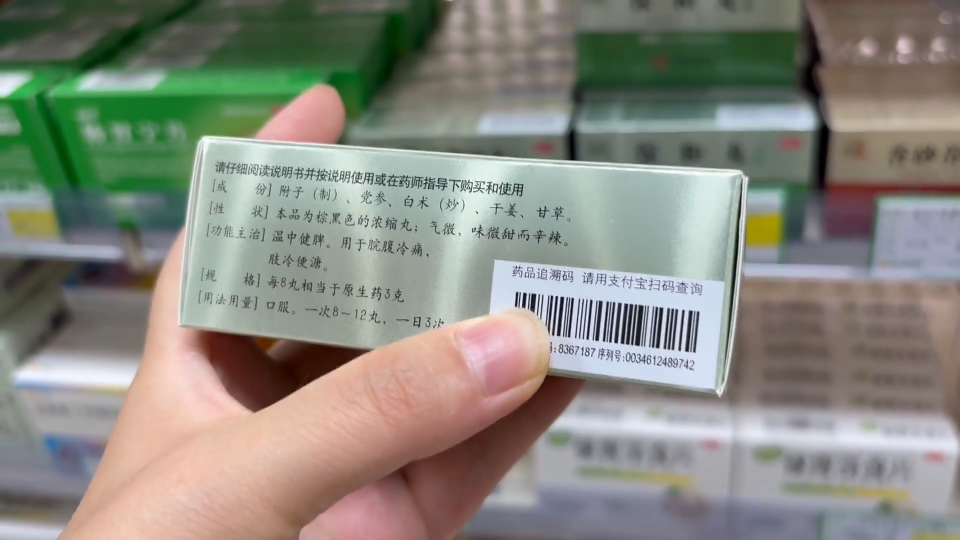 请仔细阅读说明书并按说明使用或在药师指导下购买和使用
[成 份] 附子（制）、党参、白术（炒）、干姜、甘草。
[性 状] 本品为棕黑色的浓缩丸；气微，味微甜而辛辣。
[功能主治] 温中健脾。用于脘腹冷痛，
肢冷便溏。
[规 格] 每8丸相当于原生药3克
[用法用量] 口服。一次8～12丸，一日3次
药品追溯码 请用支付宝扫码查询
:8367187 序列号:0034612489742